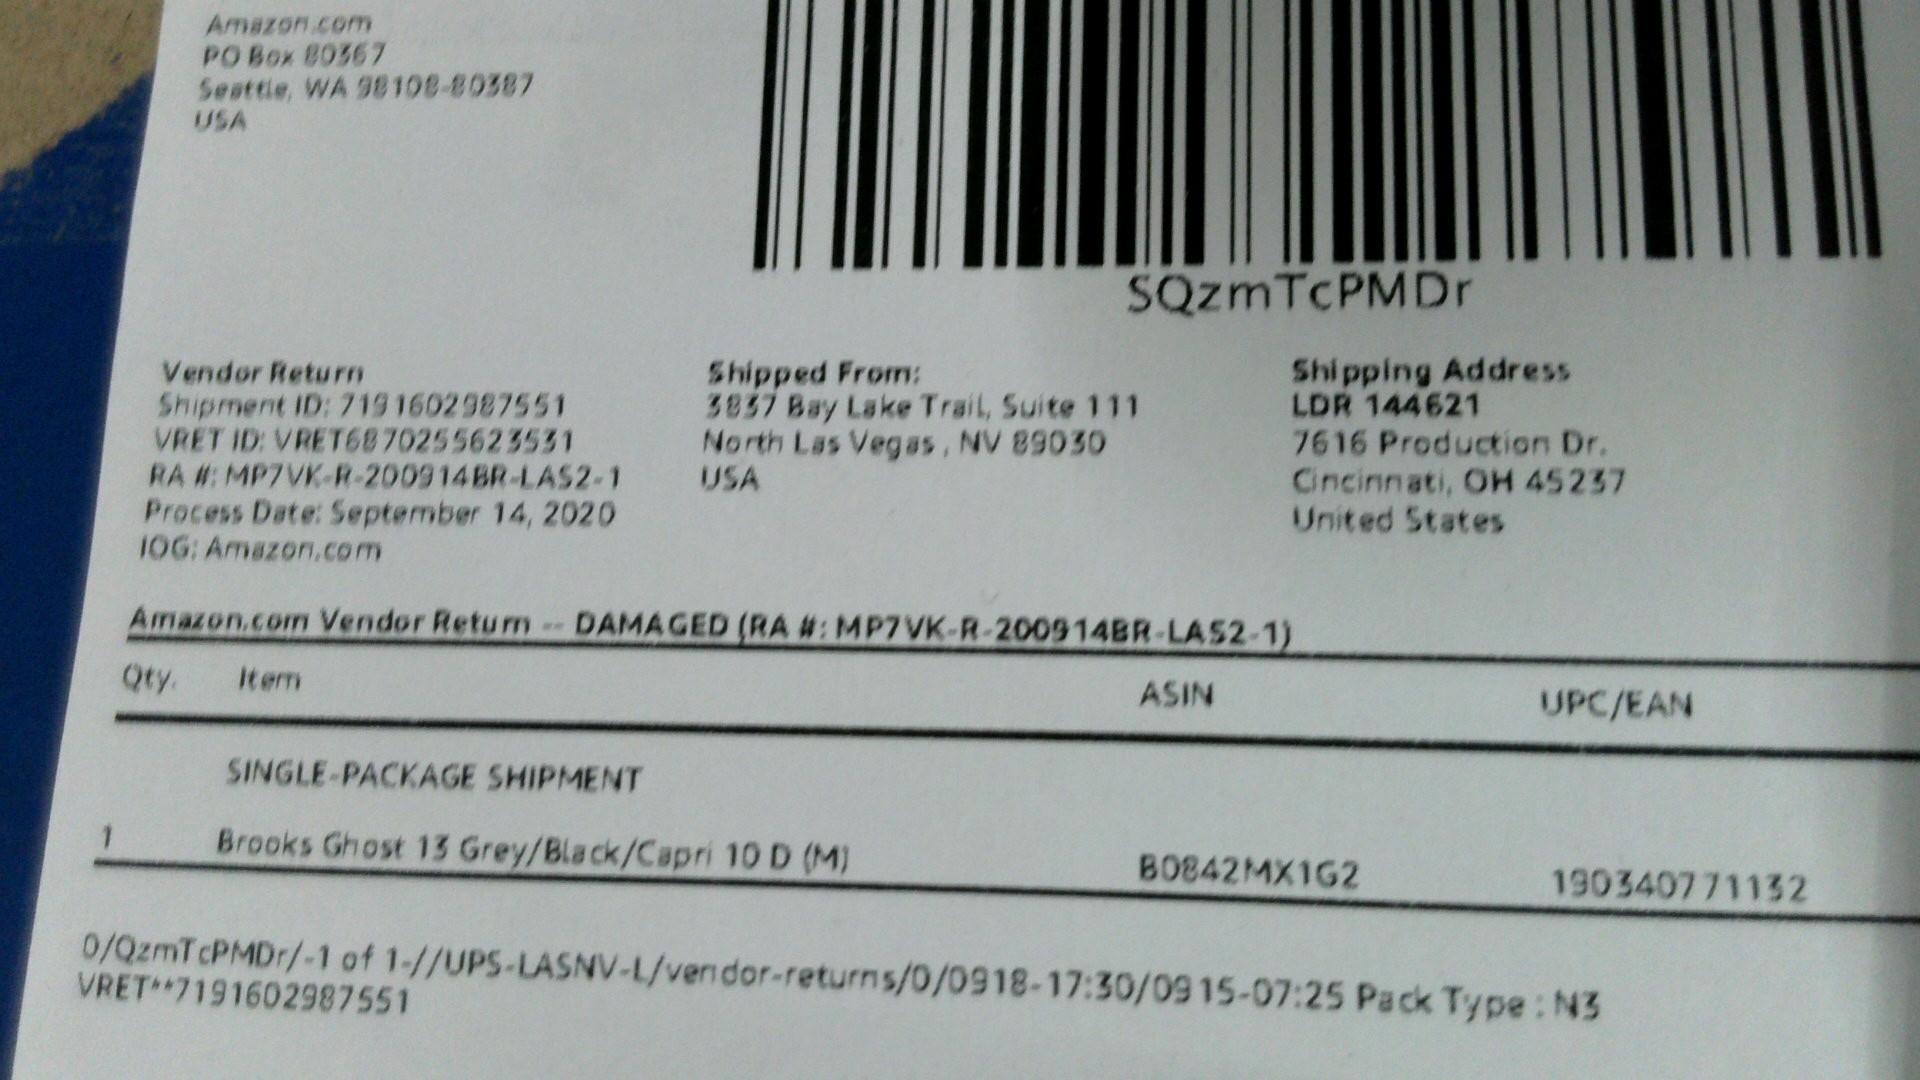 Amazon.com
PO Box 80387
Seattle, WA 98108-80387
USA
SQzmTcPMDr
Vendor Return
Shipment ID: 7191602987551
VRET ID: VRET6870255623531
RA #: MP7VK-R-200914BR-LAS2-1
Process Date: September 14, 2020
IOG: Amazon.com
Shipped From:
3837 Bay Lake Trail, Suite 111
North Las Vegas , NV 89030
USA
Shipping Address
LDR 144621
7616 Production Dr.
Cincinnati, OH 45237
United States
Amazon.com Vendor Return -- DAMAGED (RA #: MP7VK-R-200914BR-LAS2-1)
Qty. Item ASIN UPC/EAN
SINGLE-PACKAGE SHIPMENT
1 Brooks Ghost 13 Grey/Black/Capri 10 D (M) B0842MX1G2 190340771132
0/QzmTcPMDr/-1 of 1-//UPS-LASNV-L/vendor-returns/0/0918-17:30/0915-07:25 Pack Type : N3
VRET**7191602987551